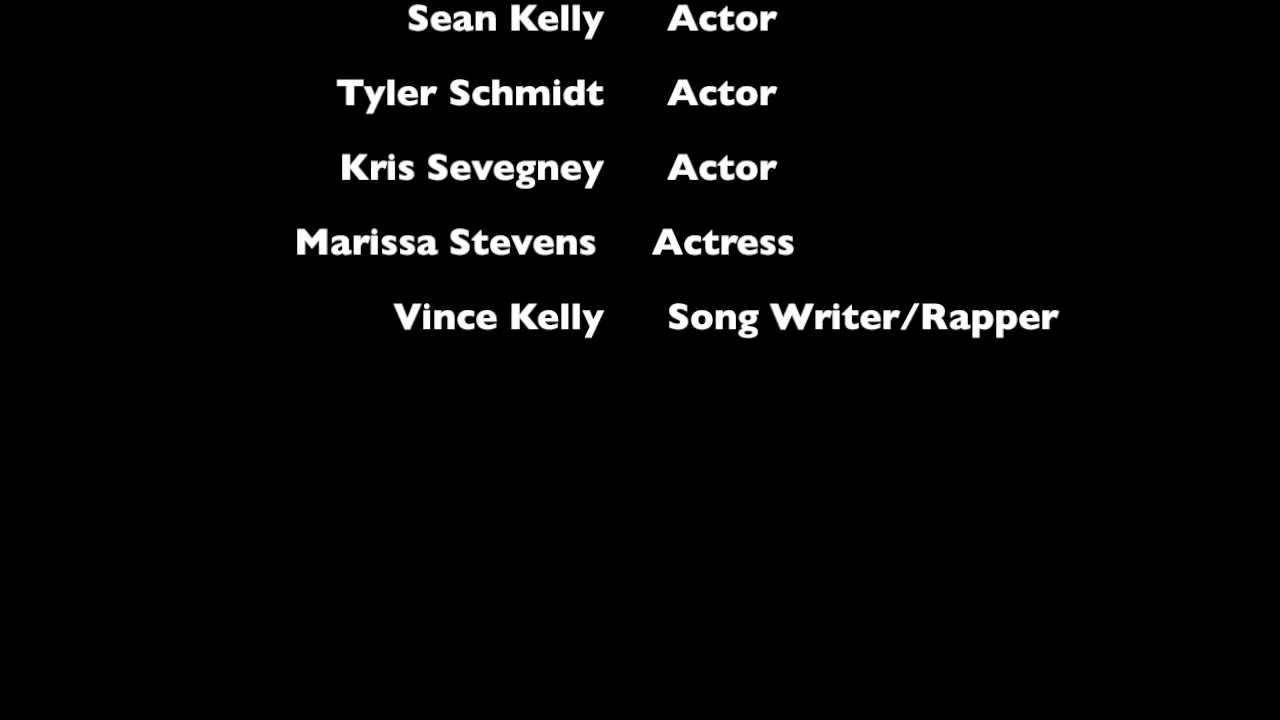 Sean Kelly Actor
Tyler Schmidt Actor
Kris Sevegney Actor
Marissa Stevens Actress
Vince Kelly Song Writer/Rapper